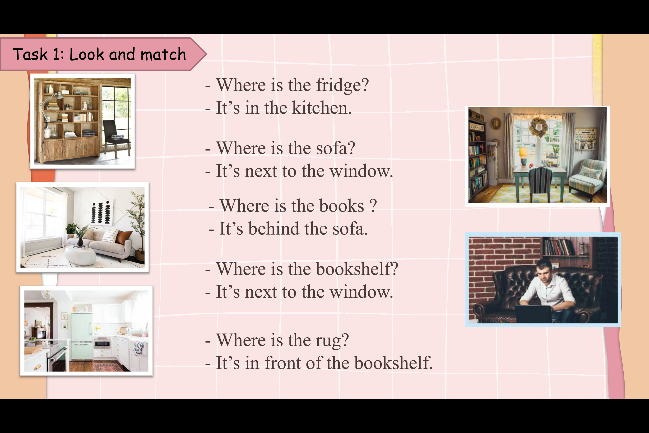 Task 1: Look and match
- Where is the fridge?
- It's in the kitchen.
- Where is the sofa?
- It's next to the window.
- Where is the books ?
- It's behind the sofa.
- Where is the bookshelf?
- It's next to the window.
- Where is the rug?
- It's in front of the bookshelf.